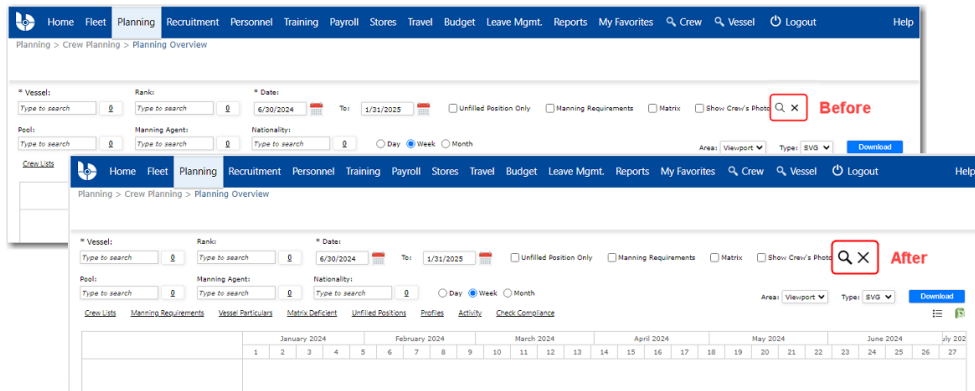 Home Fleet Planning Recruitment Personnel Training Payroll Stores Travel Budget Leave Mgmt. Reports My Favorites Crew Vessel Logout Help
Planning > Crew Planning > Planning Overview
* Vessel: Rank: * Date:
Type to search 0 Type to search 0 6/30/2024 To: 1/31/2025 Unfilled Position Only Manning Requirements Matrix Show Crew's Photo Before
Pool: Manning Agent: Nationality:
Type to search 0 Type to search 0 Type to search 0 Day Week Month Area: Viewport Type: SVG Download
Crew Lists
Home Fleet Planning Recruitment Personnel Training Payroll Stores Travel Budget Leave Mgmt. Reports My Favorites Crew Vessel Logout Help
Planning > Crew Planning > Planning Overview
* Vessel: Rank: * Date:
Type to search 0 Type to search 0 6/30/2024 To: 1/31/2025 Unfilled Position Only Manning Requirements Matrix Show Crew's Photo After
Pool: Manning Agent: Nationality:
Type to search 0 Type to search 0 Type to search 0 Day Week Month Area: Viewport Type: SVG Download
Crew Lists Manning Requirements Vessel Particulars Matrix Deficient Unfilled Positions Profiles Activity Check Compliance
January 2024 February 2024 March 2024 April 2024 May 2024 June 2024 uly 202
1 2 3 4 5 6 7 8 9 10 11 12 13 14 15 16 17 18 19 20 21 22 23 24 25 26 27